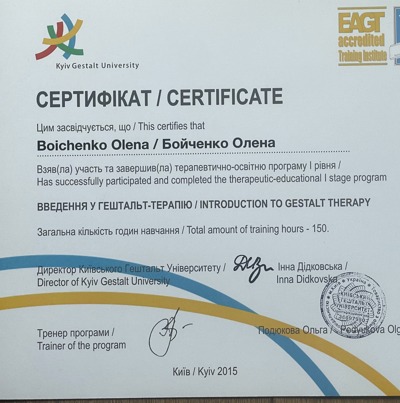 Kyiv Gestalt University
EAGT
accredited
Training Institute
СЕРТИФІКАТ / CERTIFICATE
Цим засвідчується, що / This certifies that
Boichenko Olena / Бойченко Олена
Взяв(ла) участь та завершив(ла) терапевтично-освітню програму І рівня /
Has successfully participated and completed the therapeutic-educational I stage program
ВВЕДЕННЯ У ГЕШТАЛЬТ-ТЕРАПІЮ / INTRODUCTION TO GESTALT THERAPY
Загальна кількість годин навчання / Total amount of training hours - 150.
Директор Київського Гештальт Університету / Інна Дідковська /
Director of Kyiv Gestalt University Inna Didkovska
Тренер програми / Подюкова Ольга / Podyukova Olg
Trainer of the program
Київ / Kyiv 2015